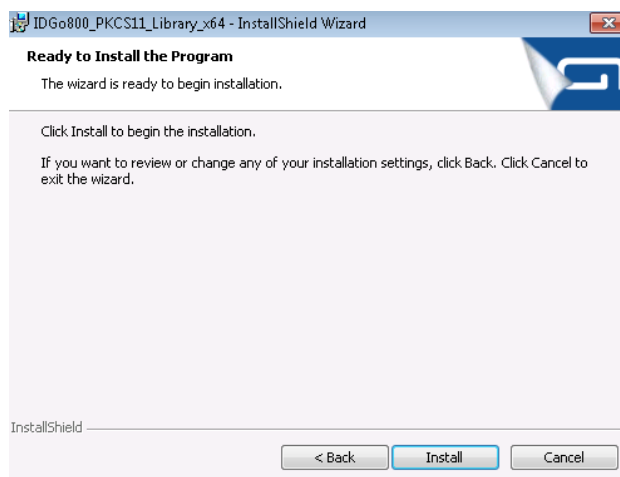 IDGo800_PKCS11_Library_x64 - InstallShield Wizard
Ready to Install the Program
The wizard is ready to begin installation.
Click Install to begin the installation.
If you want to review or change any of your installation settings, click Back. Click Cancel to
exit the wizard.
InstallShield
< Back
Install
Cancel